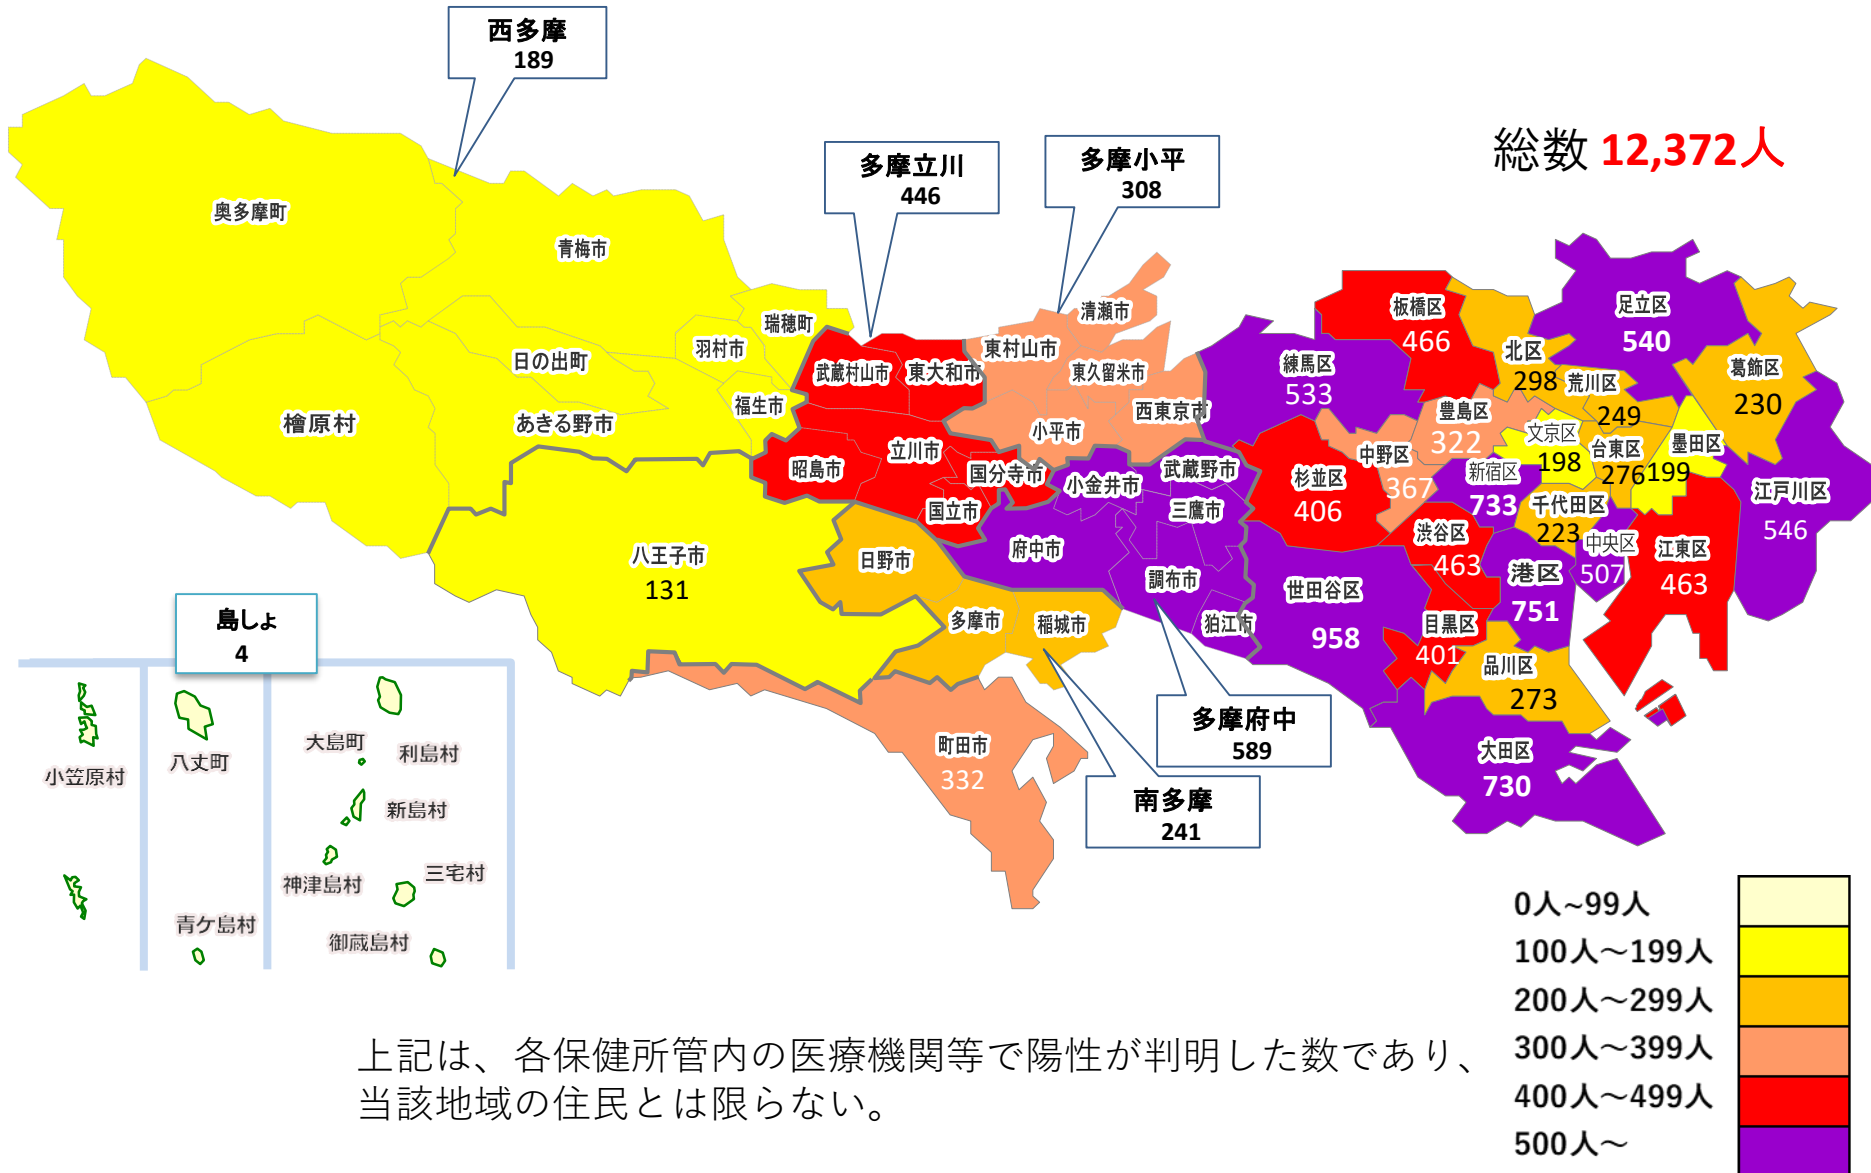 西多摩
189
多摩立川
446
多摩小平
308
総数 12,372人
奥多摩町
青梅市
瑞穂町
羽村市
日の出町
福生市
あきる野市
檜原村
武蔵村山市
東大和市
昭島市
立川市
国分寺市
国立市
清瀬市
東村山市
東久留米市
西東京市
小平市
小金井市
武蔵野市
三鷹市
府中市
調布市
狛江市
八王子市
131
日野市
多摩市
稲城市
町田市
332
多摩府中
589
南多摩
241
板橋区
466
練馬区
533
北区
298
足立区
540
葛飾区
230
荒川区
249
豊島区
322
文京区
198
台東区
276
墨田区
199
江戸川区
546
中野区
367
杉並区
406
新宿区
733
千代田区
223
中央区
507
江東区
463
渋谷区
463
港区
751
世田谷区
958
目黒区
401
品川区
273
大田区
730
島しょ
4
小笠原村
八丈町
青ケ島村
大島町
利島村
新島村
神津島村
三宅村
御蔵島村
0人~99人
100人～199人
200人～299人
300人～399人
400人～499人
500人～
上記は、各保健所管内の医療機関等で陽性が判明した数であり、
当該地域の住民とは限らない。